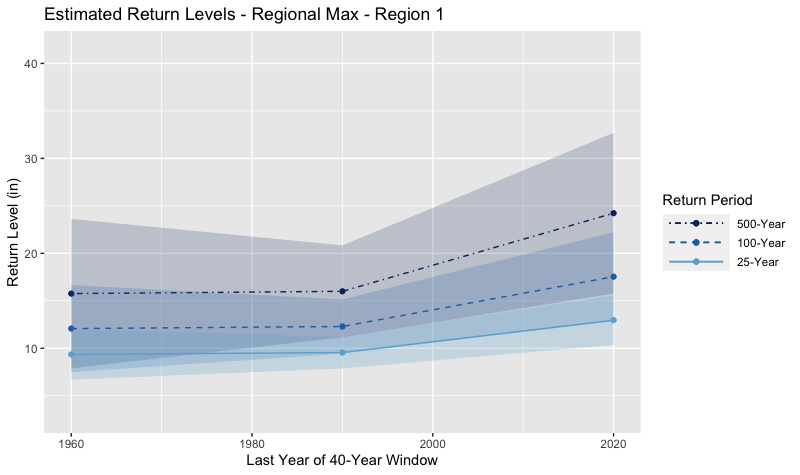 Estimated Return Levels - Regional Max - Region 1
40
30
20
10
Return Level (in)
1960
1980
2000
2020
Last Year of 40-Year Window
Return Period
500-Year
100-Year
25-Year